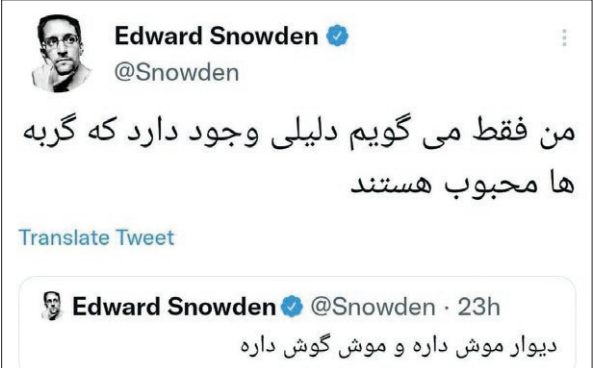 Edward Snowden
@Snowden
من فقط می گویم دلیلی وجود دارد که گربه
ها محبوب هستند
Translate Tweet
Edward Snowden @Snowden · 23h
دیوار موش داره و موش گوش داره